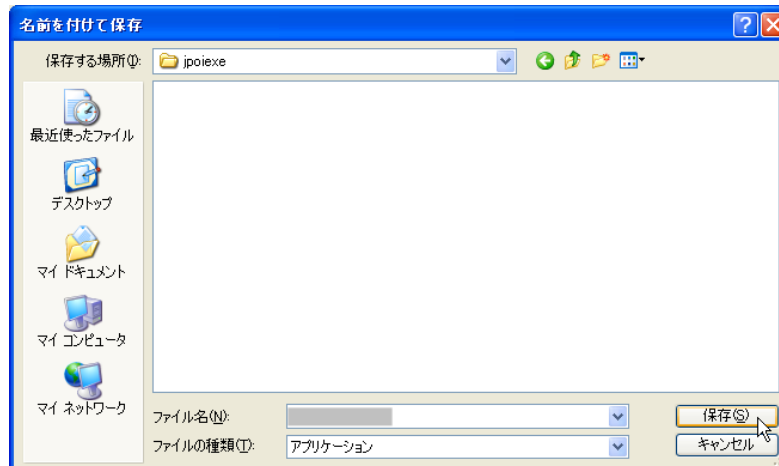 名前を付けて保存
保存する場所(I):
jpoiexe
最近使ったファイル
デスクトップ
マイ ドキュメント
マイ コンピュータ
マイ ネットワーク
ファイル名(N):
保存(S)
ファイルの種類(T):
アプリケーション
キャンセル